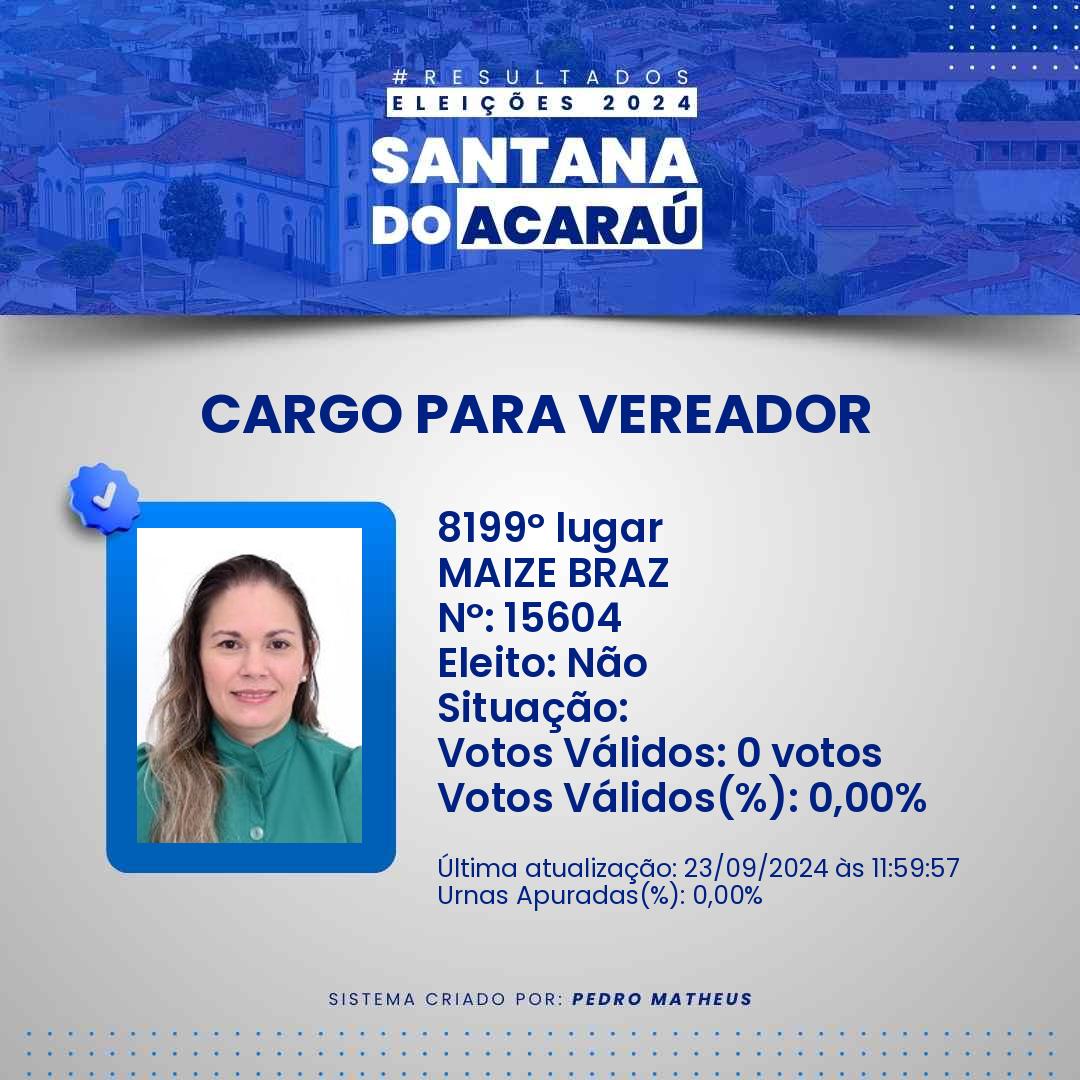 #RESULTADOS
ELEIÇÕES 2024
SANTANA
DO ACARAÚ
CARGO PARA VEREADOR
8199º lugar
MAIZE BRAZ
Nº: 15604
Eleito: Não
Situação:
Votos Válidos: 0 votos
Votos Válidos(%): 0,00%
Última atualização: 23/09/2024 às 11:59:57
Urnas Apuradas(%): 0,00%
SISTEMA CRIADO POR: PEDRO MATHEUS